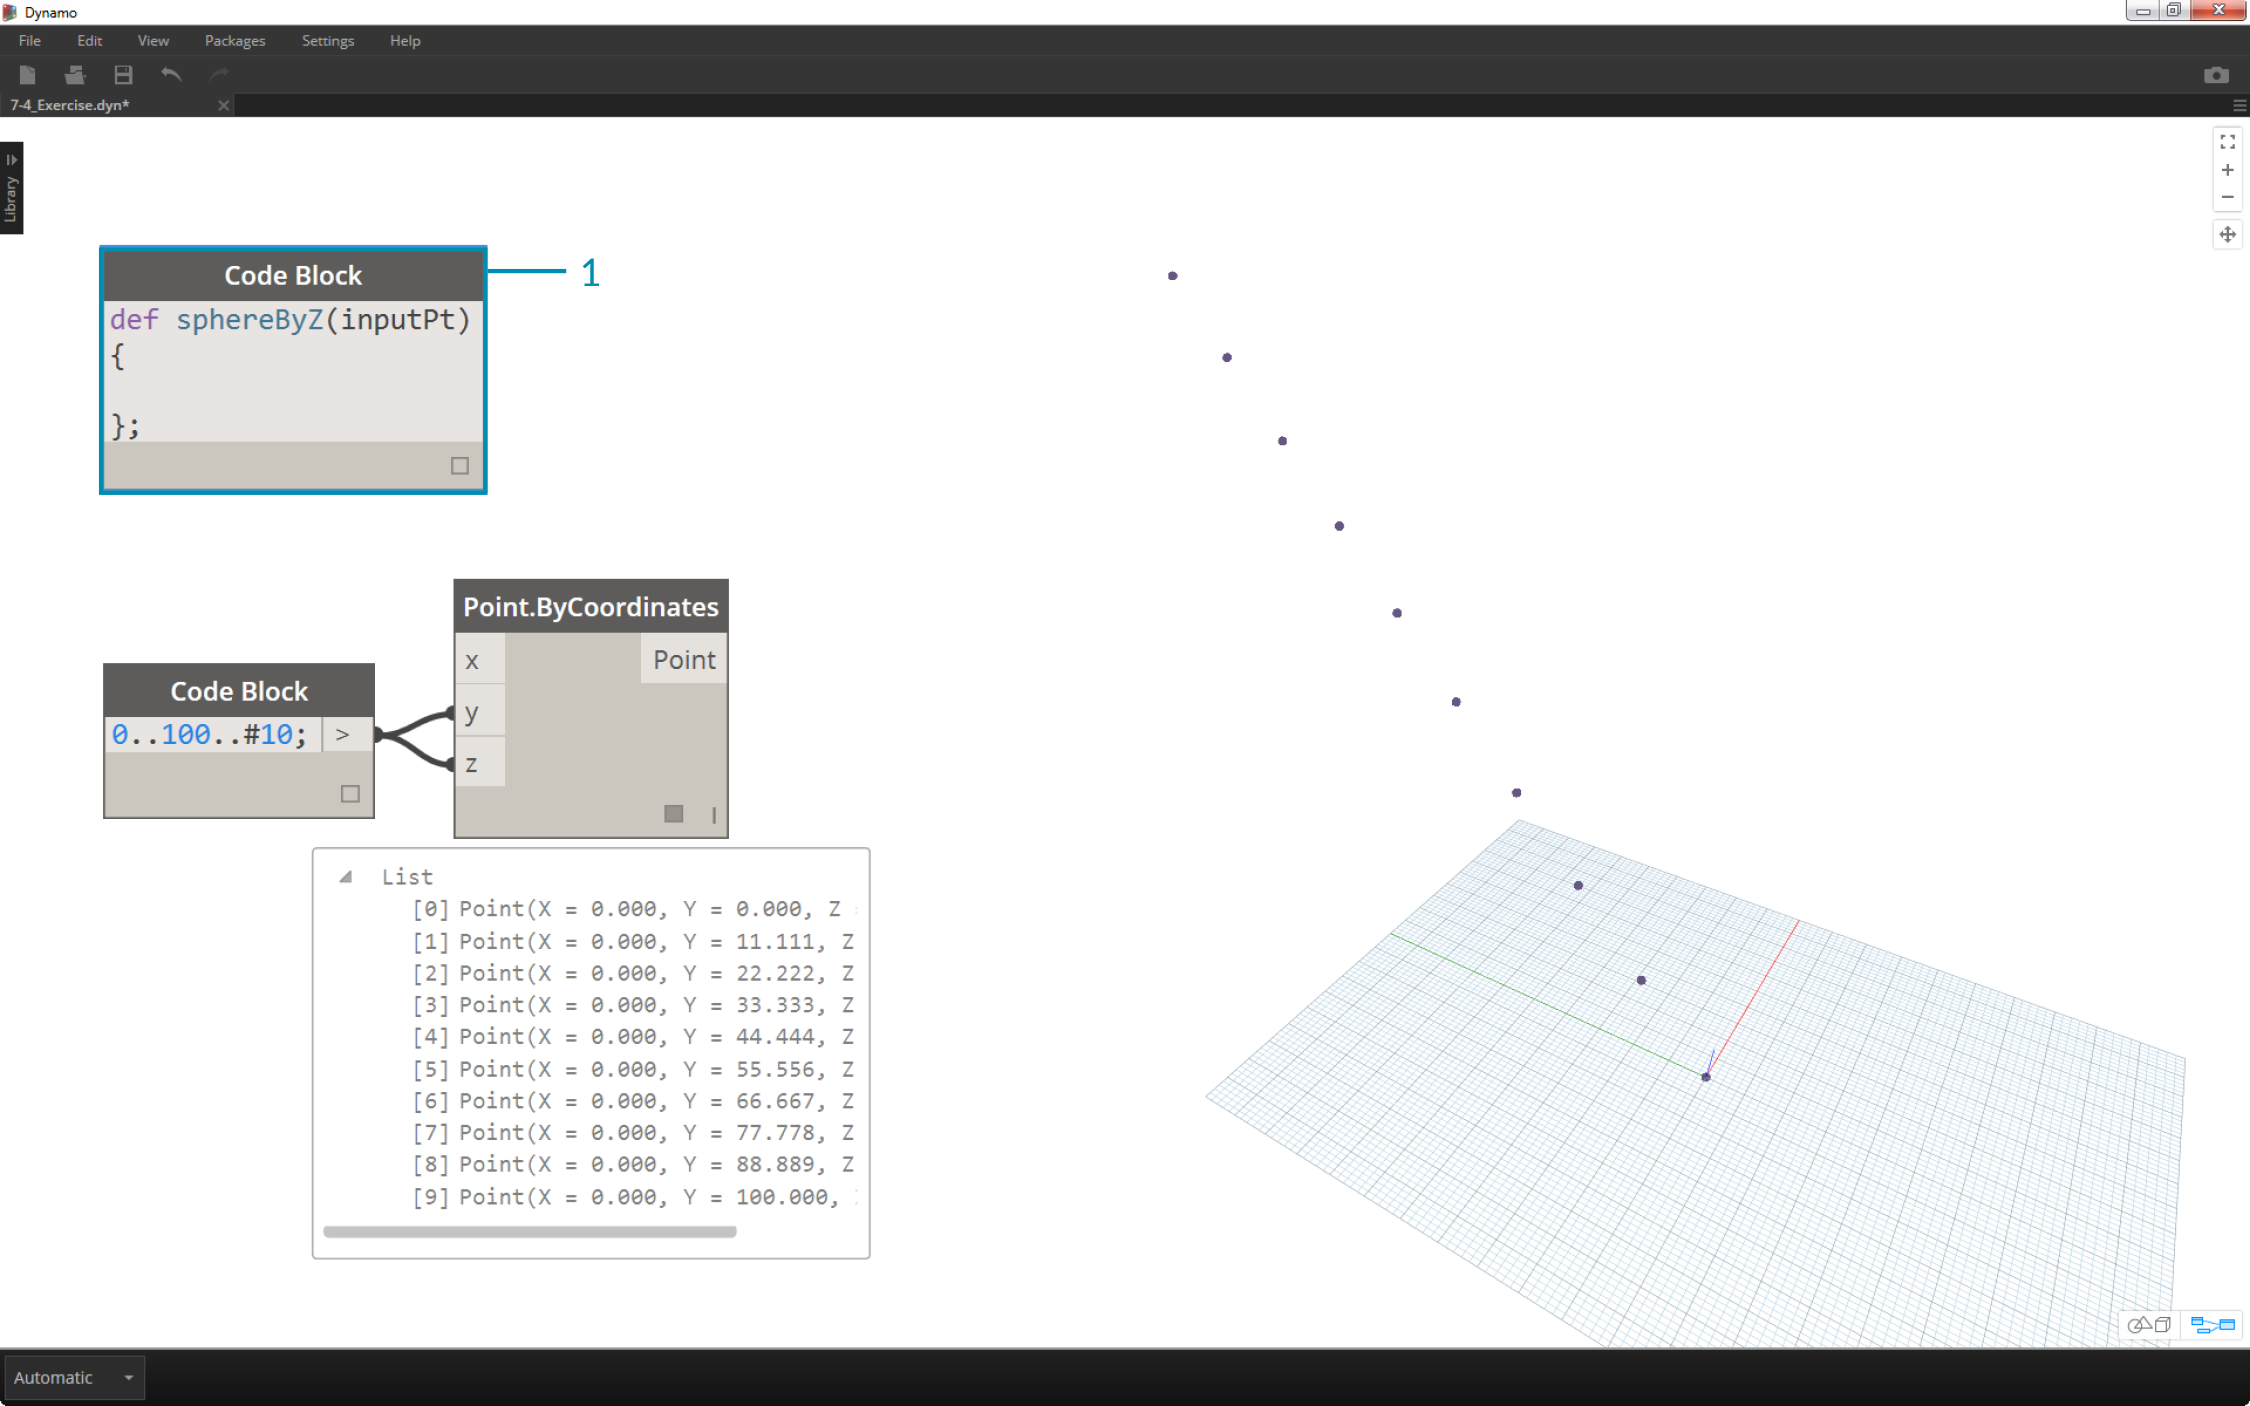 Dynamo
File Edit View Packages Settings Help
7-4_Exercise.dyn*
Library
Code Block
1
def sphereByZ(inputPt)
{
};
Point.ByCoordinates
x Point
y
z
Code Block
0..100..#10; >
List
[0] Point(X = 0.000, Y = 0.000, Z
[1] Point(X = 0.000, Y = 11.111, Z
[2] Point(X = 0.000, Y = 22.222, Z
[3] Point(X = 0.000, Y = 33.333, Z
[4] Point(X = 0.000, Y = 44.444, Z
[5] Point(X = 0.000, Y = 55.556, Z
[6] Point(X = 0.000, Y = 66.667, Z
[7] Point(X = 0.000, Y = 77.778, Z
[8] Point(X = 0.000, Y = 88.889, Z
[9] Point(X = 0.000, Y = 100.000,
Automatic